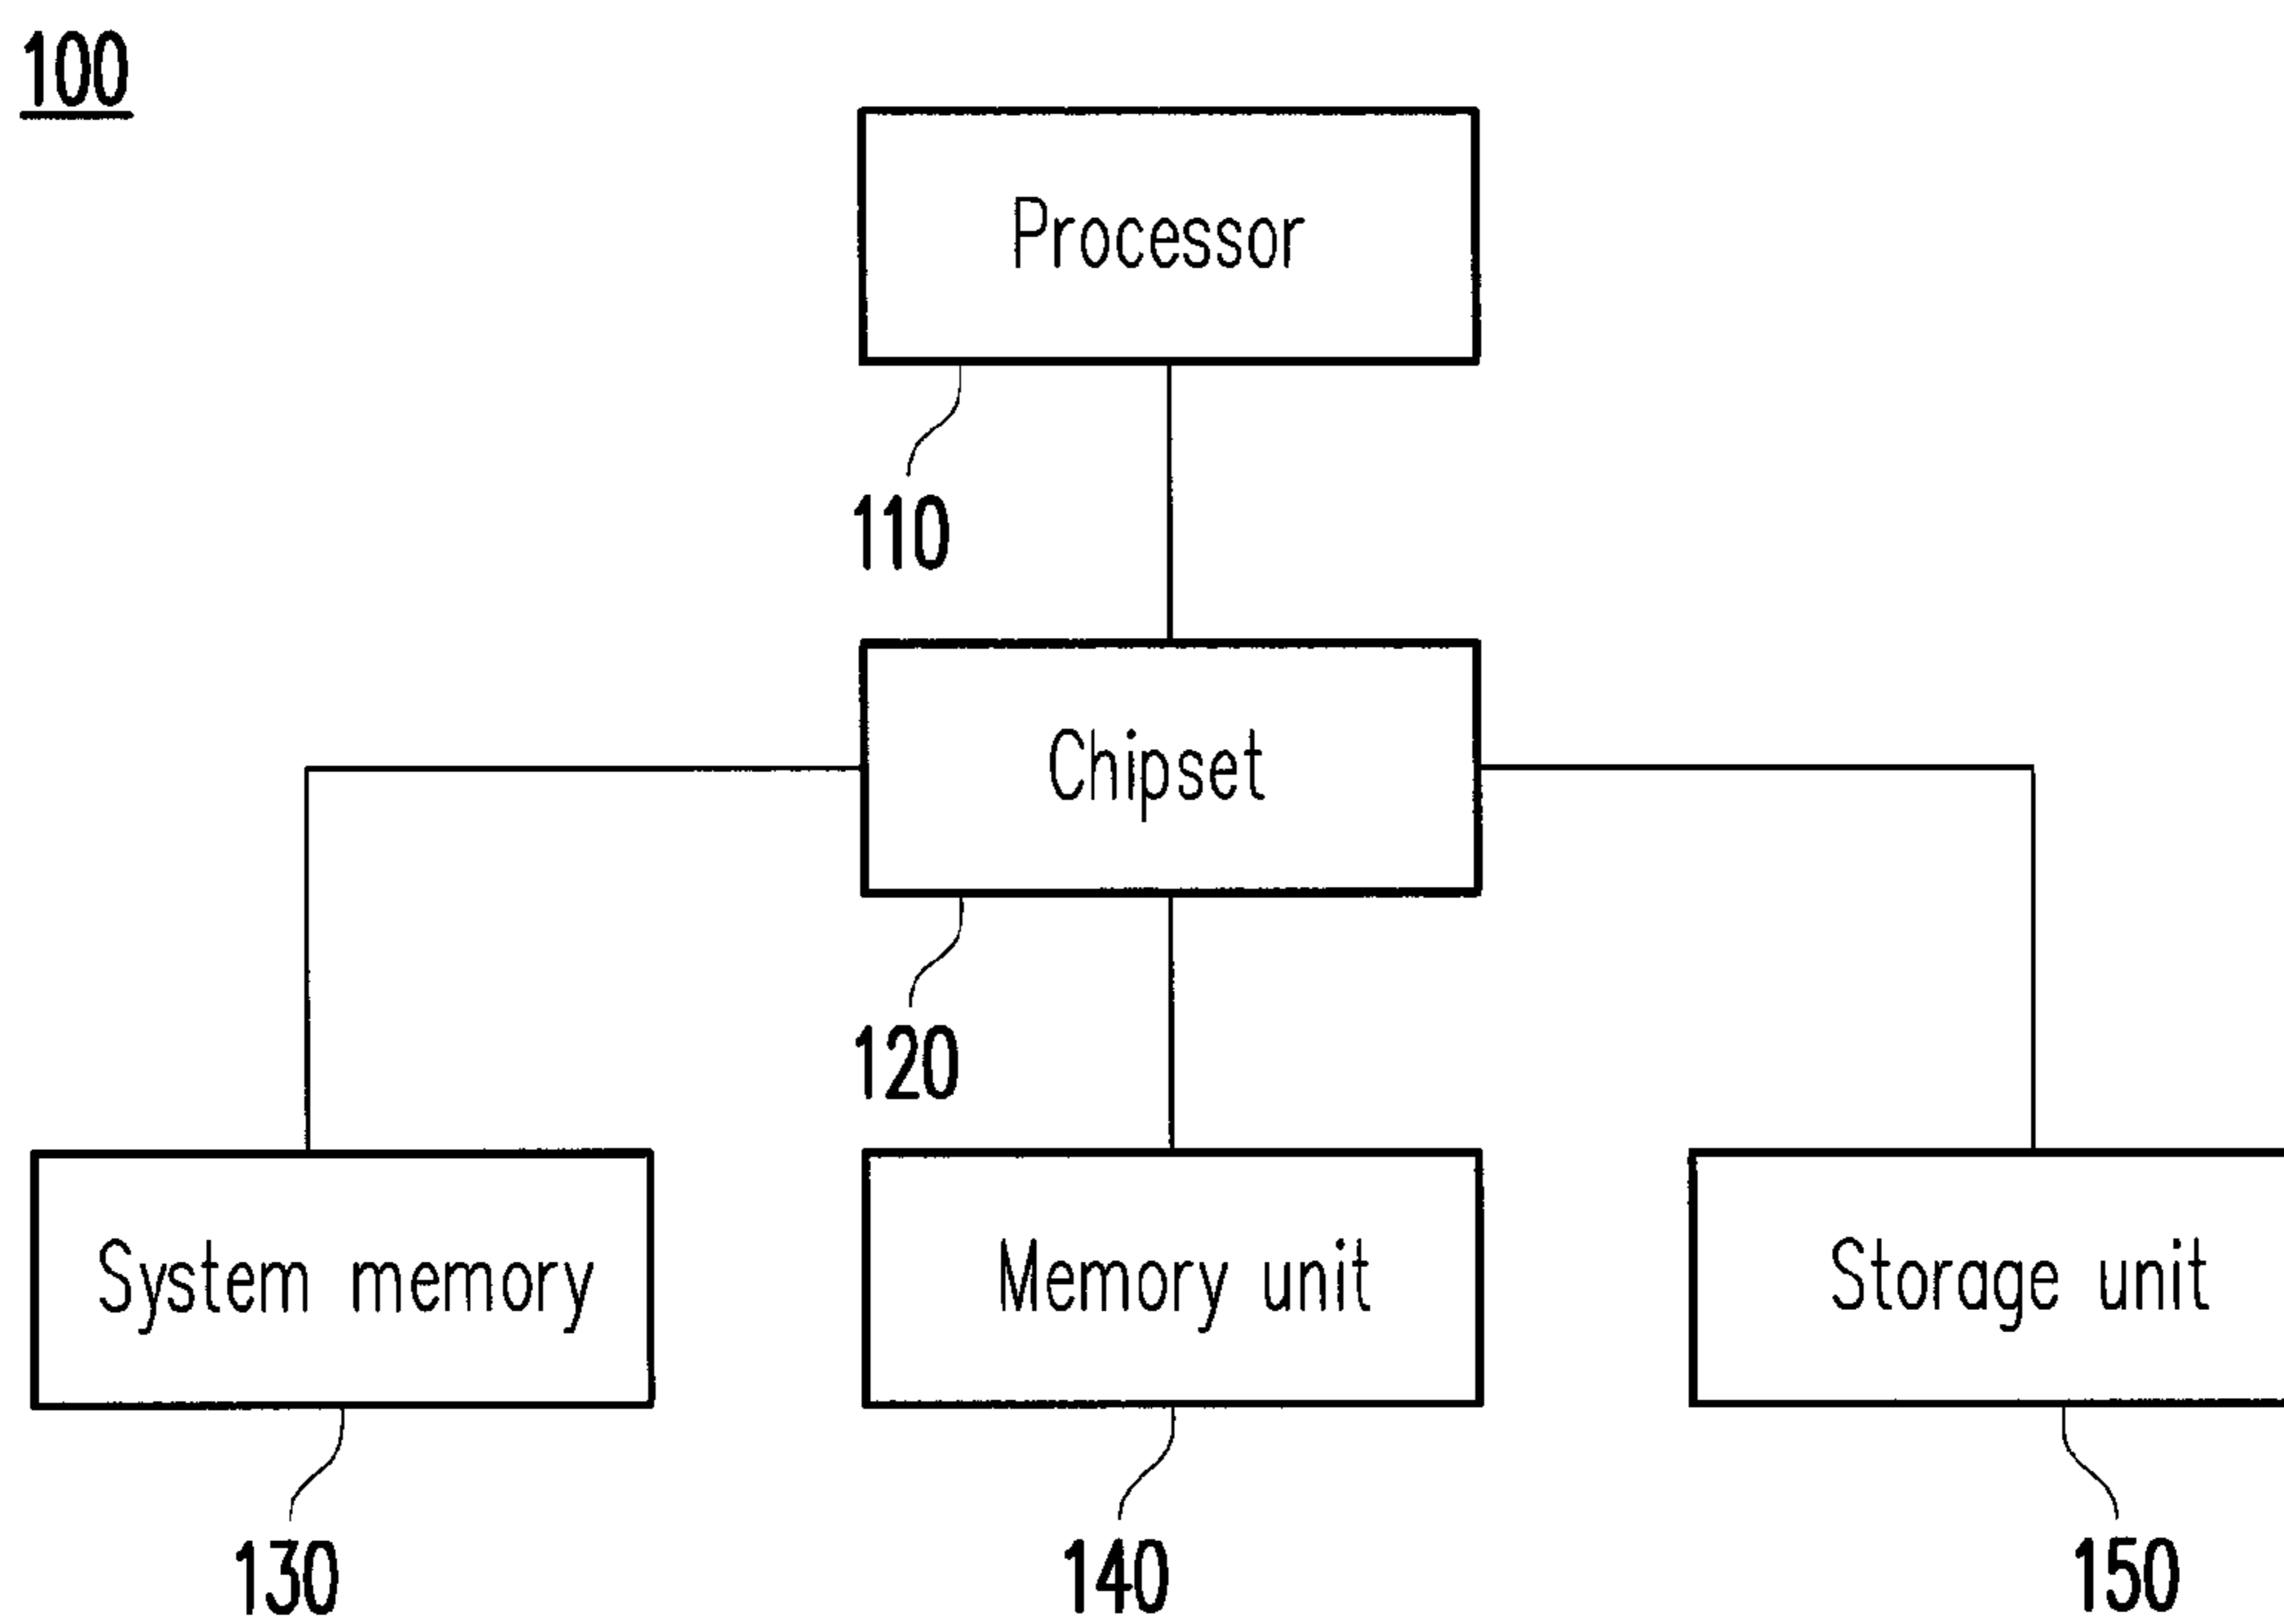 100
Processor
110
Chipset
120
System memory
Memory unit
Storage unit
130
140
150